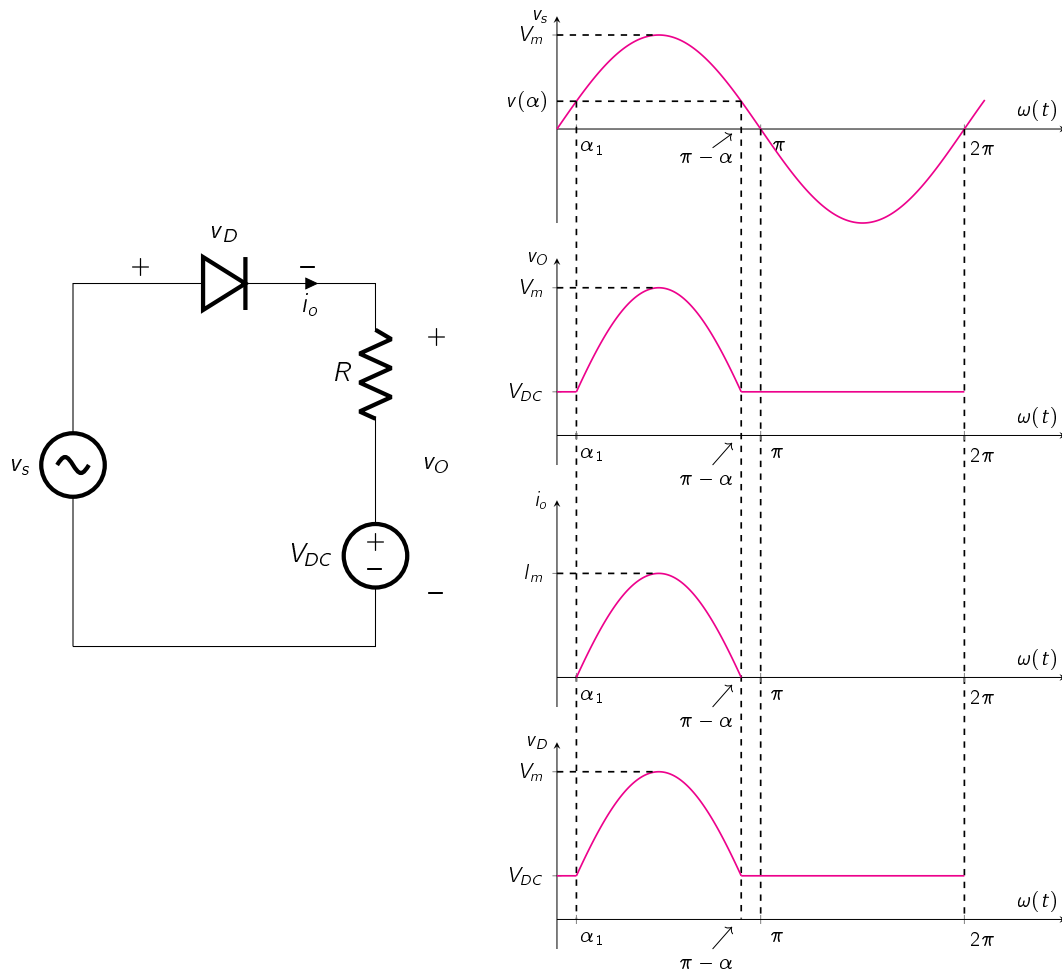 v_D
+
−
i_o
R
+
v_s
v_O
V_DC
+
−
−
v_s
V_m
v(α)
ω(t)
α_1
π − α
π
2π
v_O
V_m
V_DC
ω(t)
α_1
π − α
π
2π
i_o
I_m
ω(t)
α_1
π − α
π
2π
v_D
V_m
V_DC
ω(t)
α_1
π − α
π
2π